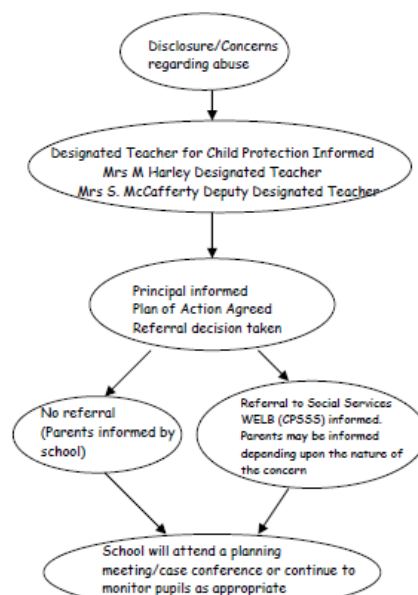 Disclosure/Concerns
regarding abuse
Designated Teacher for Child Protection Informed
Mrs M Harley Designated Teacher
Mrs S. McCafferty Deputy Designated Teacher
Principal informed
Plan of Action Agreed
Referral decision taken
No referral
(Parents informed by
school)
Referral to Social Services
WELB (CPSSS) informed.
Parents may be informed
depending upon the nature of
the concern
School will attend a planning
meeting/case conference or continue to
monitor pupils as appropriate